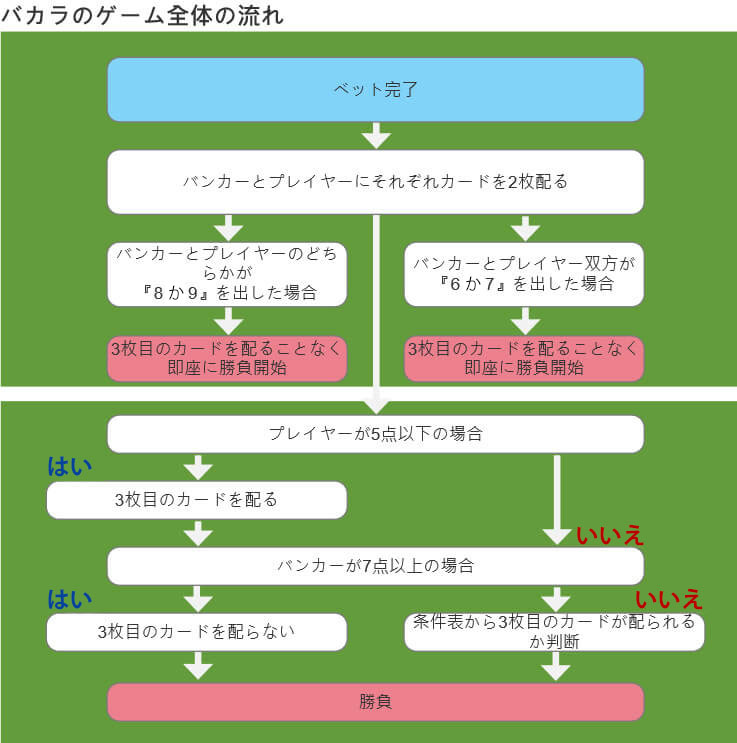 バカラのゲーム全体の流れ
ベット完了
バンカーとプレイヤーにそれぞれカードを2枚配る
バンカーとプレイヤーのどち
らかが
『８か９』を出した場合
バンカーとプレイヤー双方が
『６か７』を出した場合
3枚目のカードを配ることなく
即座に勝負開始
3枚目のカードを配ることなく
即座に勝負開始
プレイヤーが5点以下の場合
はい
3枚目のカードを配る
いいえ
バンカーが7点以上の場合
はい
いいえ
3枚目のカードを配らない
条件表から3枚目のカードが配られる
か判断
勝負